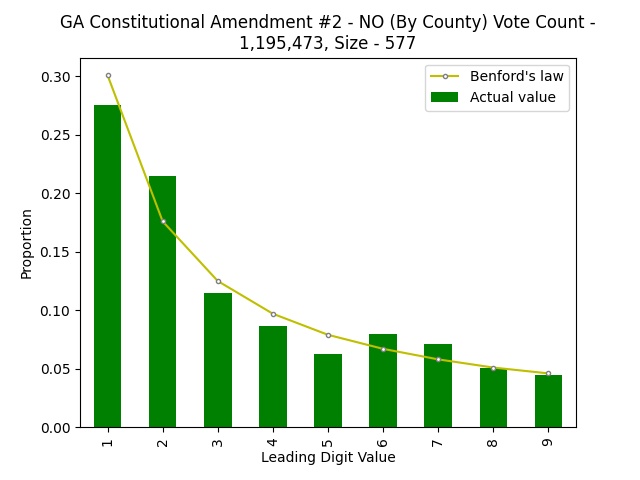 GA Constitutional Amendment #2 - NO (By County) Vote Count -
1,195,473, Size - 577
Benford's law
Actual value
0.30
0.25
0.20
0.15
0.10
0.05
0.00
Proportion
1 2 3 4 5 6 7 8 9
Leading Digit Value